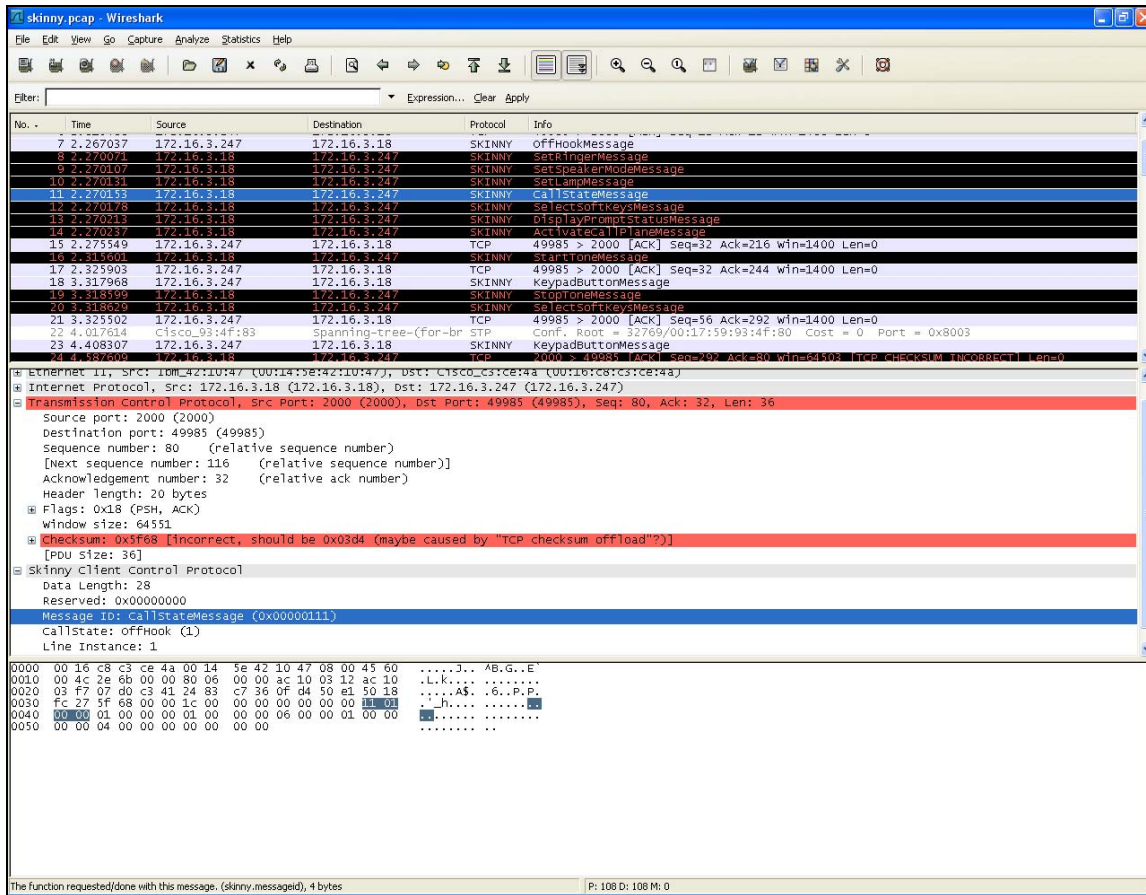 skinny.pcap - Wireshark
File Edit View Go Capture Analyze Statistics Help
Filter: Expression... Clear Apply
No. - Time Source Destination Protocol Info
7 2.267037 172.16.3.247 172.16.3.18 SKINNY OffHookMessage
8 2.270071 172.16.3.18 172.16.3.247 SKINNY SetRingerMessage
9 2.270107 172.16.3.18 172.16.3.247 SKINNY SetSpeakerModeMessage
10 2.270131 172.16.3.18 172.16.3.247 SKINNY SetLampMessage
11 2.270153 172.16.3.18 172.16.3.247 SKINNY CallStateMessage
12 2.270178 172.16.3.18 172.16.3.247 SKINNY SelectSoftKeysMessage
13 2.270213 172.16.3.18 172.16.3.247 SKINNY DisplayPromptStatusMessage
14 2.270237 172.16.3.18 172.16.3.247 SKINNY ActivateCallPlaneMessage
15 2.275549 172.16.3.247 172.16.3.18 TCP 49985 > 2000 [ACK] Seq=32 Ack=216 Win=1400 Len=0
16 2.315601 172.16.3.18 172.16.3.247 SKINNY StartToneMessage
17 2.325903 172.16.3.247 172.16.3.18 TCP 49985 > 2000 [ACK] Seq=32 Ack=244 Win=1400 Len=0
18 3.317968 172.16.3.247 172.16.3.18 SKINNY KeypadButtonMessage
19 3.318599 172.16.3.18 172.16.3.247 SKINNY StopToneMessage
20 3.318629 172.16.3.18 172.16.3.247 SKINNY SelectSoftKeysMessage
21 3.325502 172.16.3.247 172.16.3.18 TCP 49985 > 2000 [ACK] Seq=56 Ack=292 Win=1400 Len=0
22 4.017614 Cisco_93:4f:83 Spanning-tree-(for-br STP Conf. Root = 32769/00:17:59:93:4f:80 Cost = 0 Port = 0x8003
23 4.408307 172.16.3.247 172.16.3.18 SKINNY KeypadButtonMessage
24 4.587609 172.16.3.18 172.16.3.247 TCP 2000 > 49985 [ACK] Seq=292 Ack=80 Win=64503 [TCP CHECKSUM INCORRECT] Len=0
Ethernet II, Src: Ibm_42:10:47 (00:14:5e:42:10:47), Dst: Cisco_c3:ce:4a (00:16:c8:c3:ce:4a)
Internet Protocol, Src: 172.16.3.18 (172.16.3.18), Dst: 172.16.3.247 (172.16.3.247)
Transmission Control Protocol, Src Port: 2000 (2000), Dst Port: 49985 (49985), Seq: 80, Ack: 32, Len: 36
Source port: 2000 (2000)
Destination port: 49985 (49985)
Sequence number: 80 (relative sequence number)
[Next sequence number: 116 (relative sequence number)]
Acknowledgement number: 32 (relative ack number)
Header length: 20 bytes
Flags: 0x18 (PSH, ACK)
Window size: 64551
Checksum: 0x5f68 [incorrect, should be 0x03d4 (maybe caused by "TCP checksum offload"?)]
[PDU Size: 36]
Skinny Client Control Protocol
Data Length: 28
Reserved: 0x00000000
Message ID: CallStateMessage (0x00000111)
CallState: OffHook (1)
Line Instance: 1
0000 00 16 c8 c3 ce 4a 00 14 5e 42 10 47 08 00 45 60 .....J.. ^B.G..E`
0010 00 4c 2e 6b 00 00 80 06 00 00 ac 10 03 12 ac 10 .L.k.... ........
0020 03 f7 07 d0 c3 41 24 83 c7 36 0f d4 50 e1 50 18 .....A$. .6..P.P.
0030 fc 27 5f 68 00 00 1c 00 00 00 00 00 00 00 11 01 .'_h.... ........
0040 00 00 01 00 00 00 01 00 00 00 06 00 00 01 00 00 ........ ........
0050 00 00 04 00 00 00 00 00 00 00 ........ ..
The function requested/done with this message. (skinny.messageid), 4 bytes P: 108 D: 108 M: 0